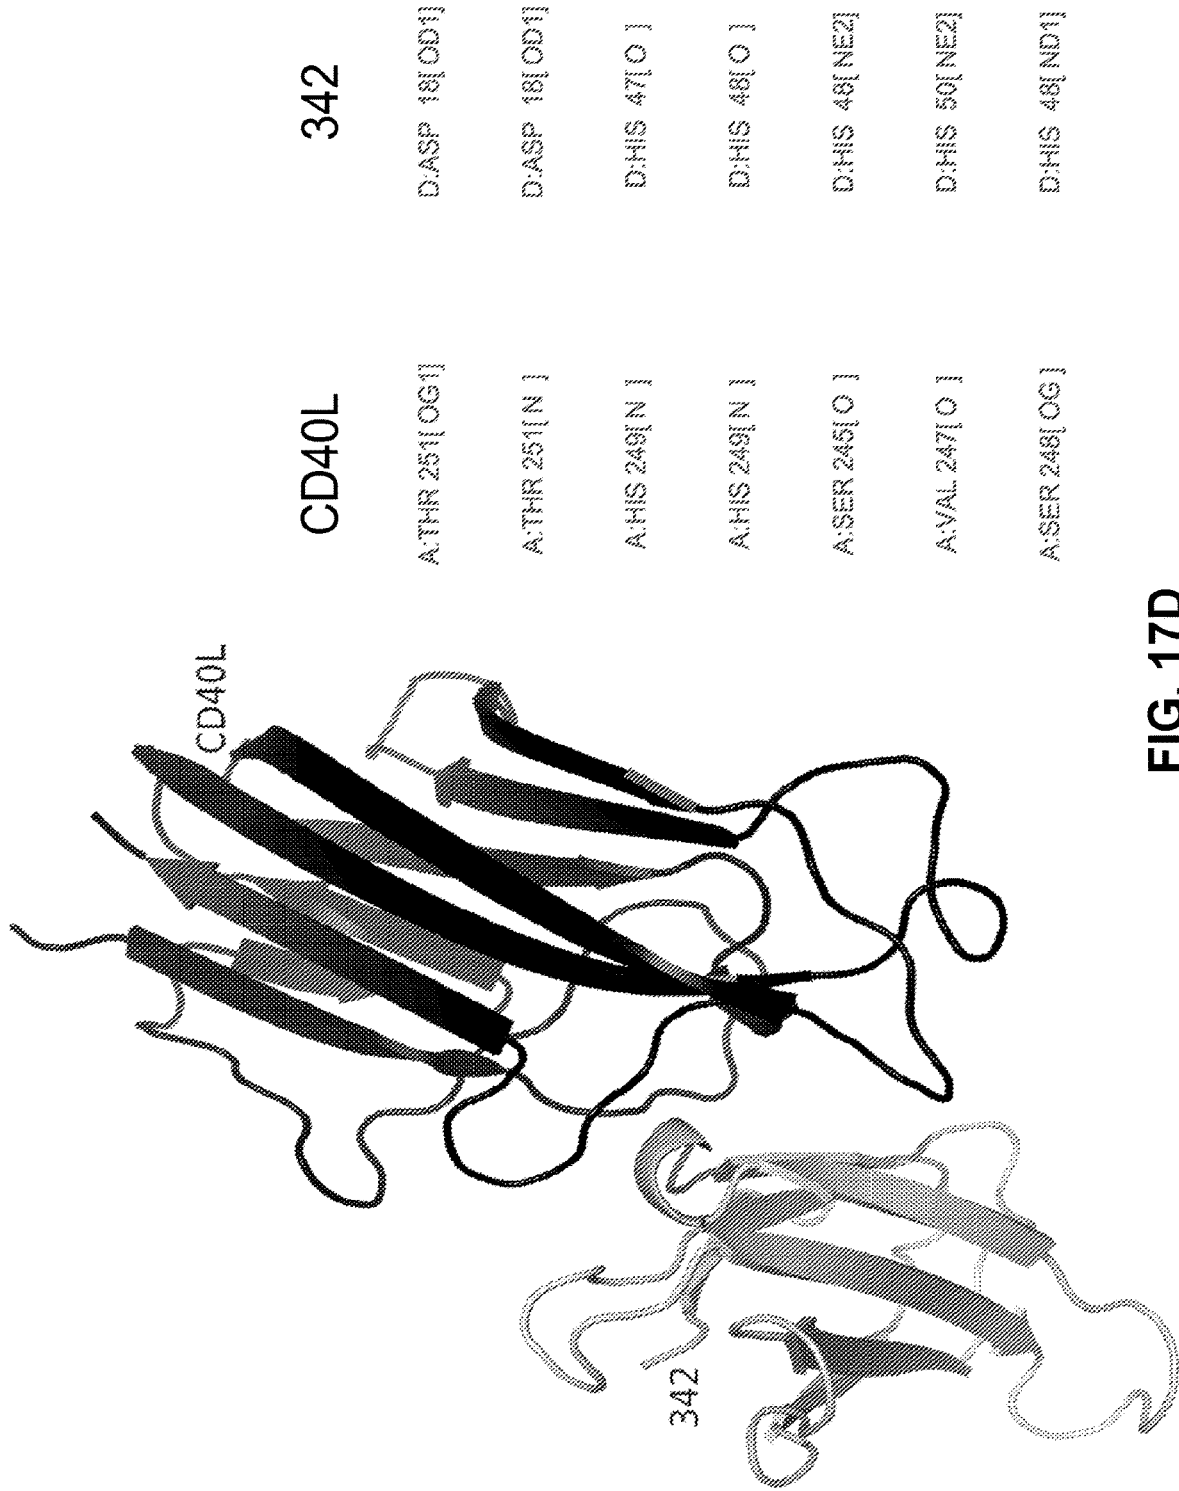 CD40L
342
CD40L 342
A:THR 251[ OG1] D:ASP 18[ OD1]
A:THR 251[ N ] D:ASP 18[ OD1]
A:HIS 249[ N ] D:HIS 47[ O ]
A:HIS 249[ N ] D:HIS 48[ O ]
A:SER 245[ O ] D:HIS 48[ NE2]
A:VAL 247[ O ] D:HIS 50[ NE2]
A:SER 248[ OG ] D:HIS 48[ ND1]
FIG. 17D